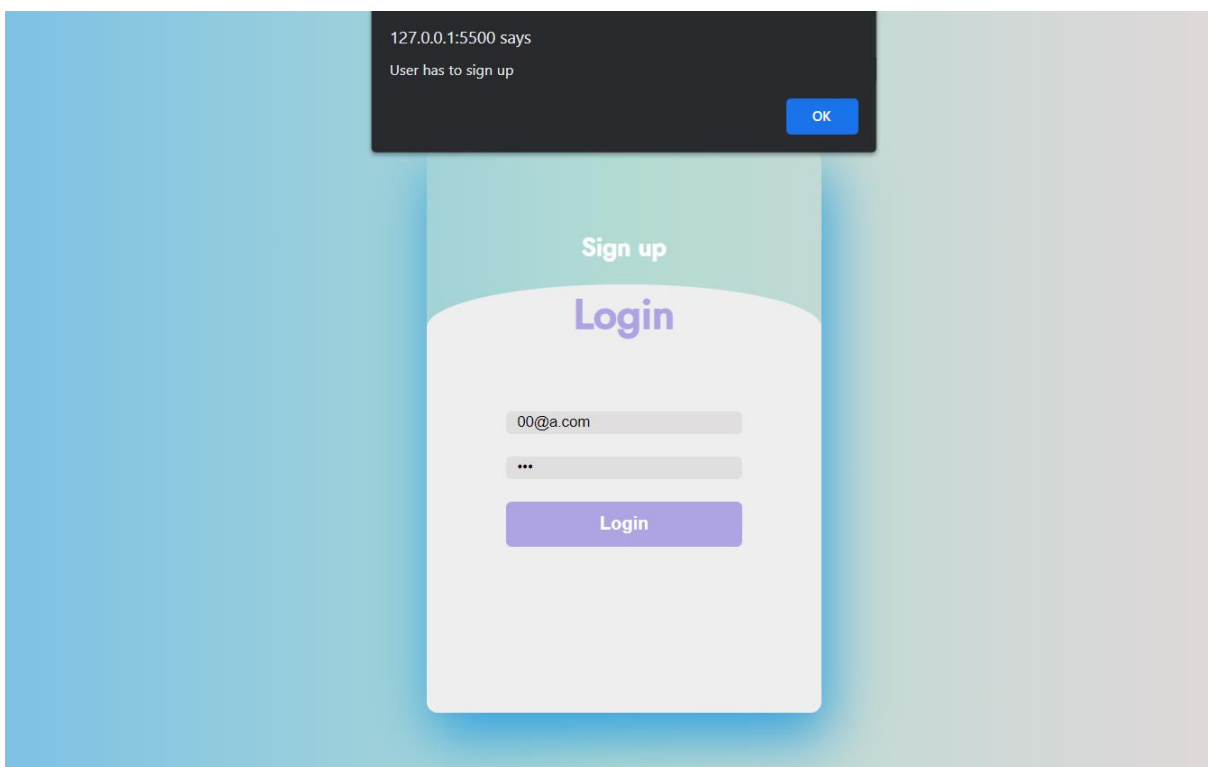 127.0.0.1:5500 says
User has to sign up
OK
Sign up
Login
00@a.com
•••
Login